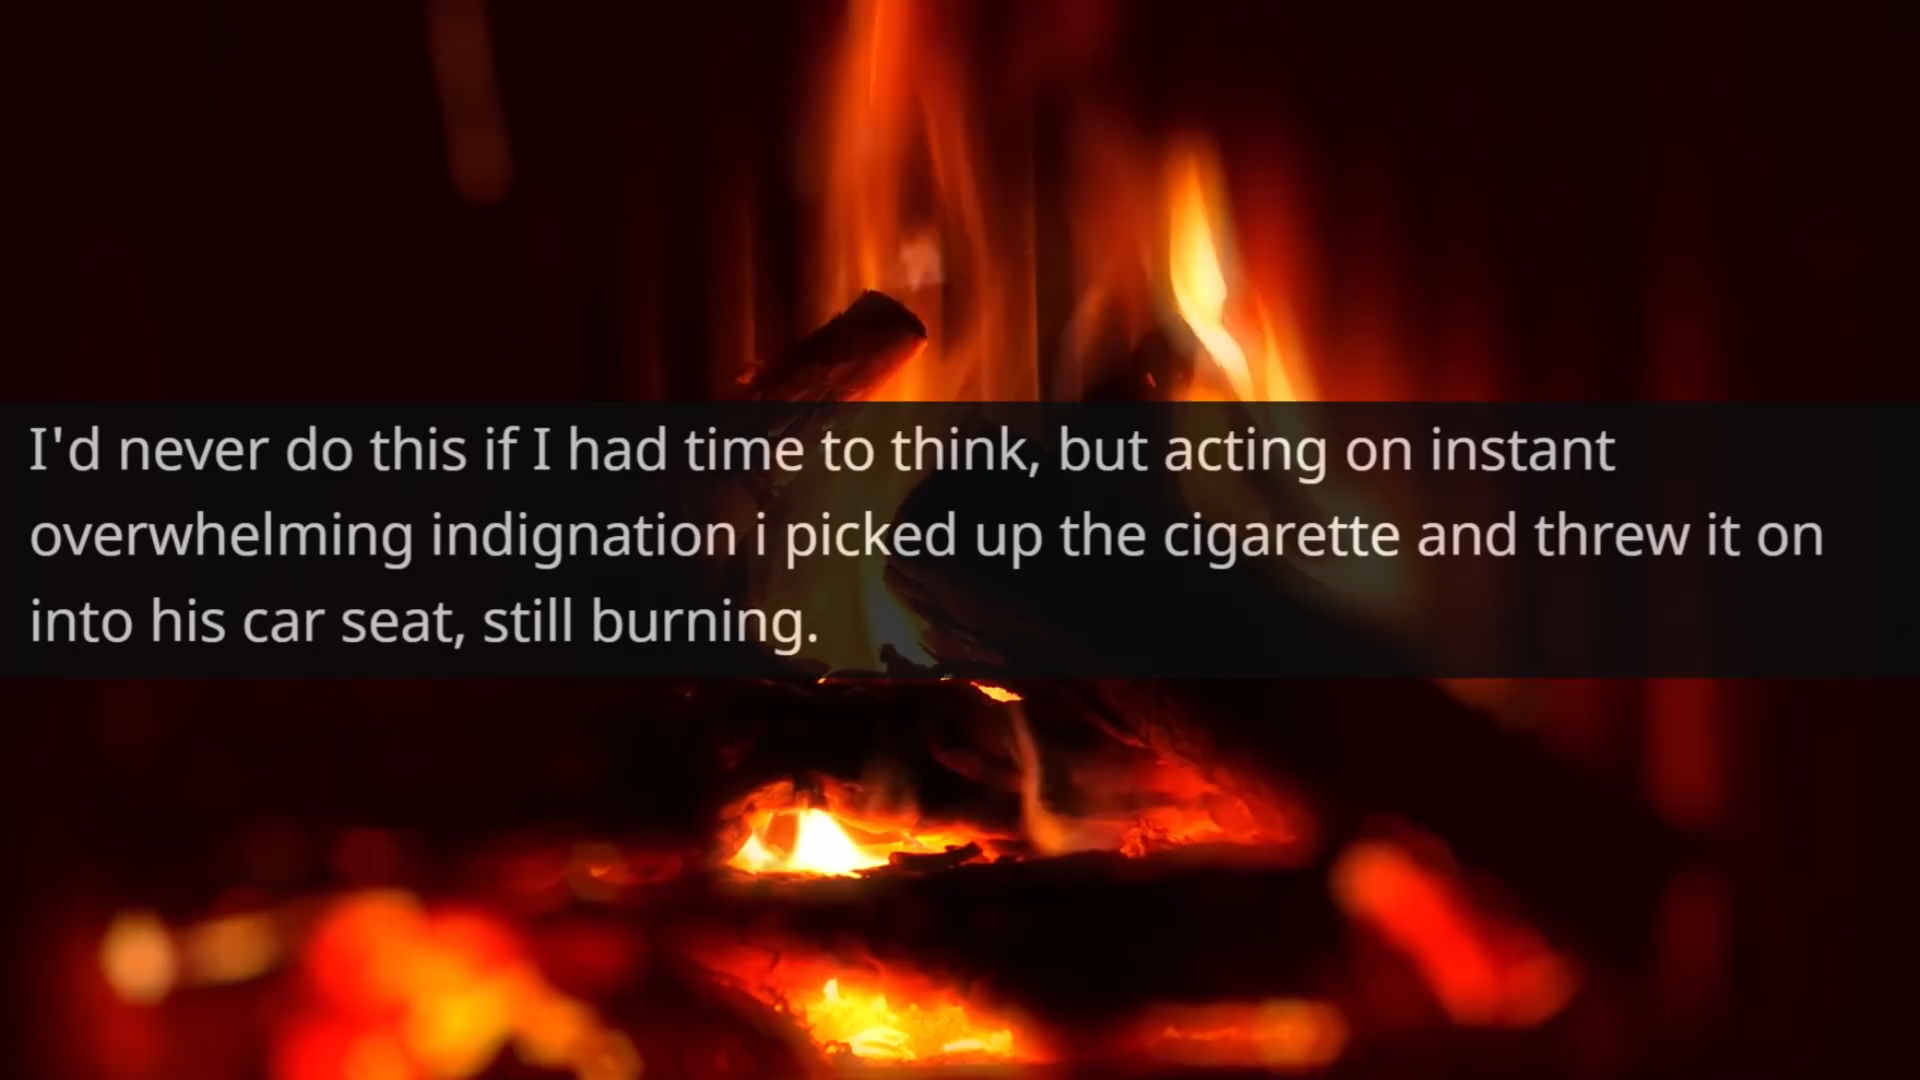 I'd never do this if I had time to think, but acting on instant
overwhelming indignation i picked up the cigarette and threw it on
into his car seat, still burning.